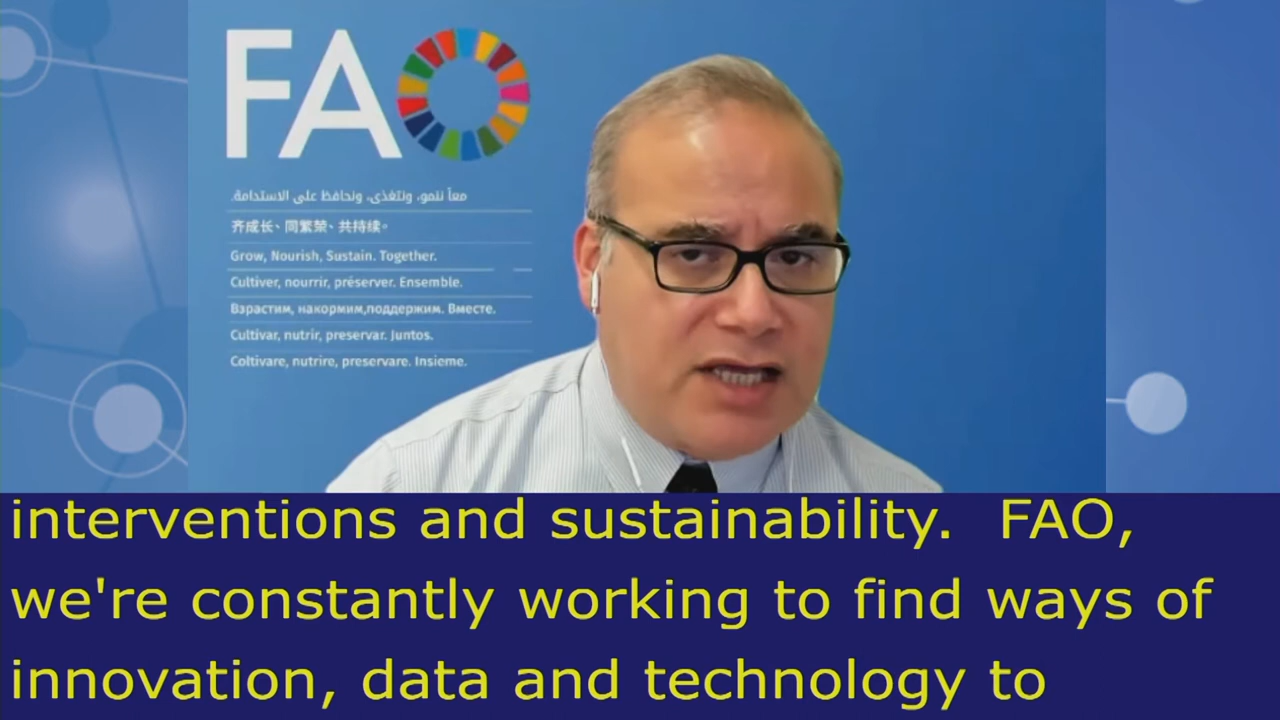 FAO
معاً ننمو، ونتغذى، ونحافظ على الاستدامة.
齐成长、同繁荣、共持续。
Grow, Nourish, Sustain. Together.
Cultiver, nourrir, préserver. Ensemble.
Взрастим, накормим,поддержим. Вместе.
Cultivar, nutrir, preservar. Juntos.
Coltivare, nutrire, preservare. Insieme.
interventions and sustainability.  FAO,
we're constantly working to find ways of
innovation, data and technology to